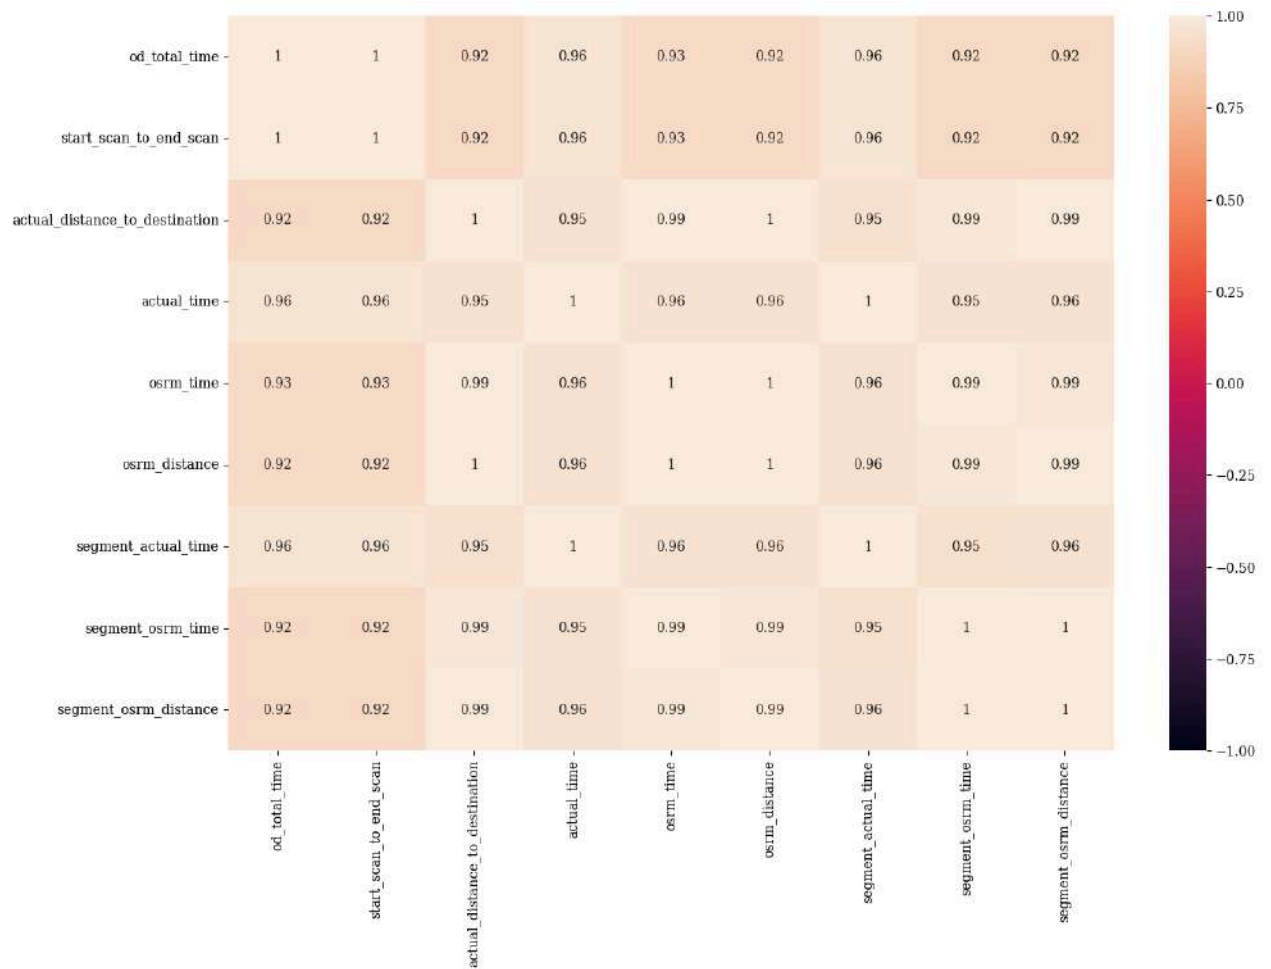 od_total_time 1 1 0.92 0.96 0.93 0.92 0.96 0.92 0.92
start_scan_to_end_scan 1 1 0.92 0.96 0.93 0.92 0.96 0.92 0.92
actual_distance_to_destination 0.92 0.92 1 0.95 0.99 1 0.95 0.99 0.99
actual_time 0.96 0.96 0.95 1 0.96 0.96 1 0.95 0.96
osrm_time 0.93 0.93 0.99 0.96 1 1 0.96 0.99 0.99
osrm_distance 0.92 0.92 1 0.96 1 1 0.96 0.99 0.99
segment_actual_time 0.96 0.96 0.95 1 0.96 0.96 1 0.95 0.96
segment_osrm_time 0.92 0.92 0.99 0.95 0.99 0.99 0.95 1 1
segment_osrm_distance 0.92 0.92 0.99 0.96 0.99 0.99 0.96 1 1
od_total_time
start_scan_to_end_scan
actual_distance_to_destination
actual_time
osrm_time
osrm_distance
segment_actual_time
segment_osrm_time
segment_osrm_distance
1.00
0.75
0.50
0.25
0.00
−0.25
−0.50
−0.75
−1.00